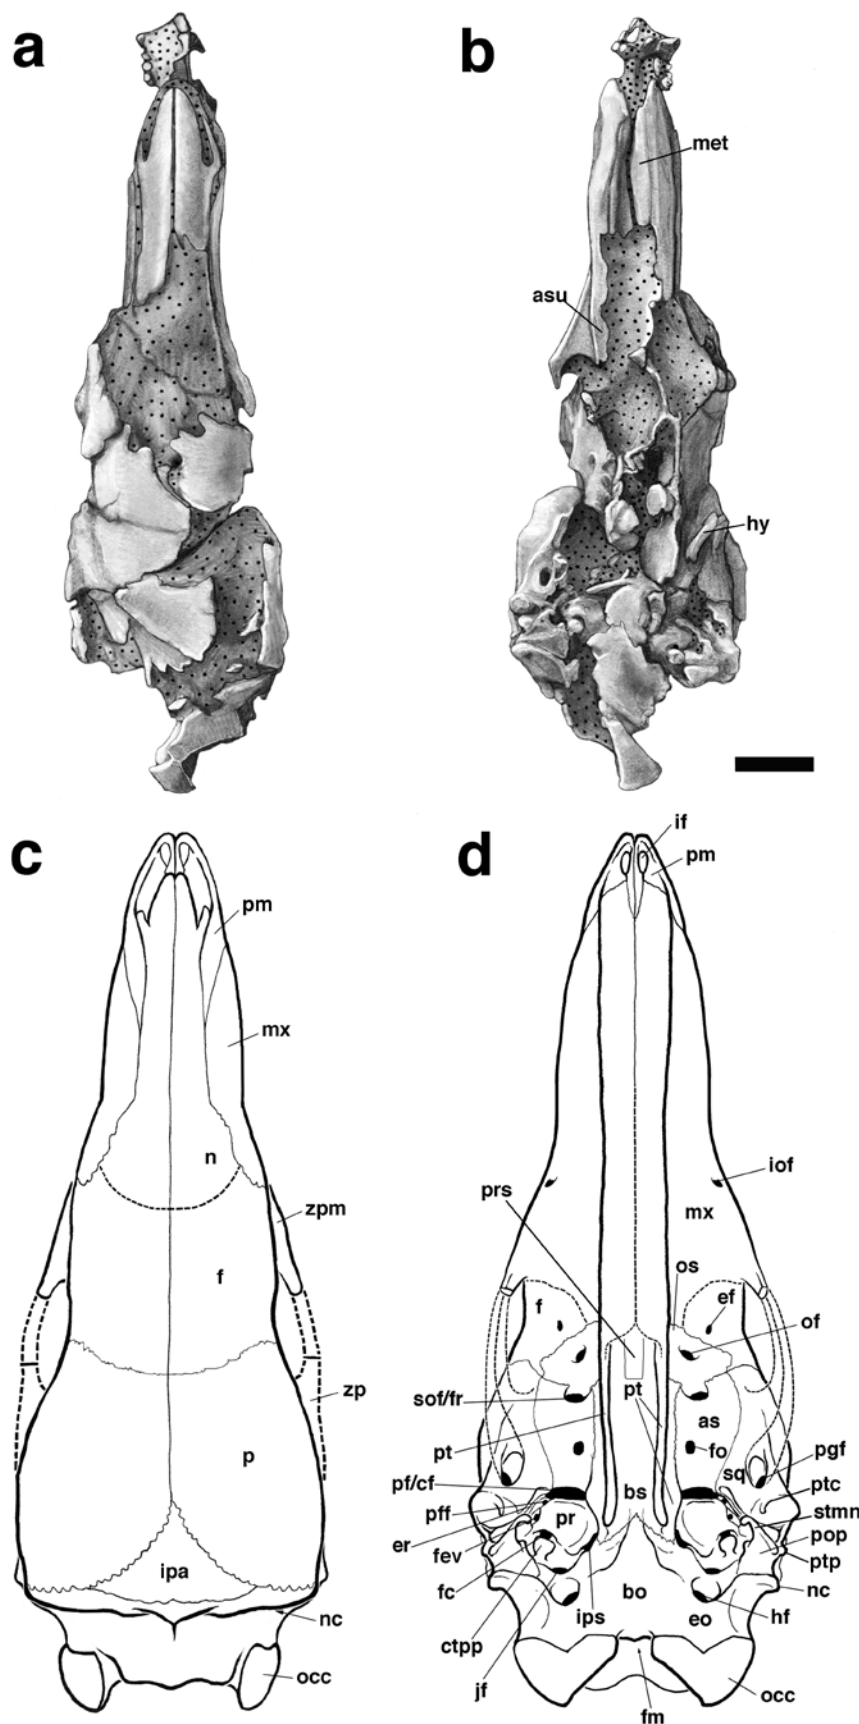 a
b
met
asu
hy
c
d
if
pm
pm
mx
n
iof
zpm
prs
mx
os
f
f
ef
of
zp
sof/fr
pt
as
p
pt
fo
pgf
sq
pf/cf
bs
ptc
pff
pr
stmn
er
pop
fev
ptp
ipa
fc
bo
nc
nc
ips
eo
hf
ctpp
occ
jf
occ
fm